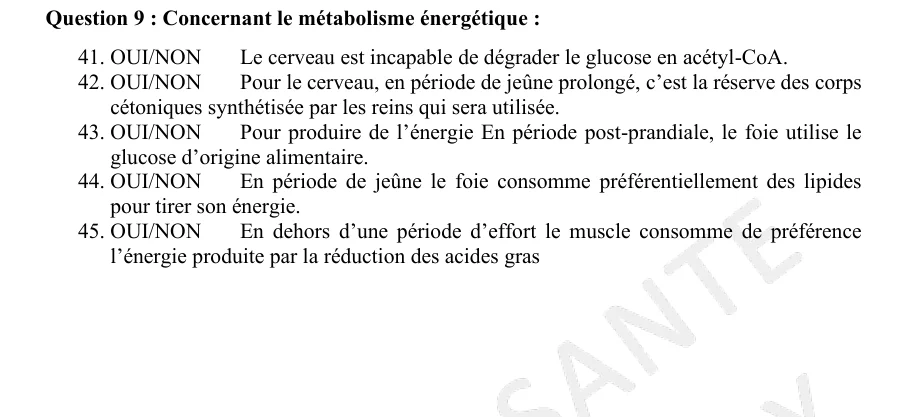 Question 9 : Concernant le métabolisme énergétique :
41. OUI/NON Le cerveau est incapable de dégrader le glucose en acétyl-CoA.
42. OUI/NON Pour le cerveau, en période de jeûne prolongé, c’est la réserve des corps
cétoniques synthétisée par les reins qui sera utilisée.
43. OUI/NON Pour produire de l’énergie En période post-prandiale, le foie utilise le
glucose d’origine alimentaire.
44. OUI/NON En période de jeûne le foie consomme préférentiellement des lipides
pour tirer son énergie.
45. OUI/NON En dehors d’une période d’effort le muscle consomme de préférence
l’énergie produite par la réduction des acides gras
SANTE